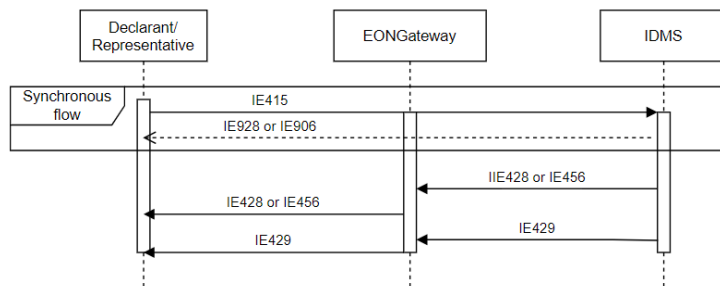 Declarant/
Representative
EONGateway
IDMS
Synchronous
flow
IE415
IE928 or IE906
IIE428 or IE456
IE428 or IE456
IE429
IE429